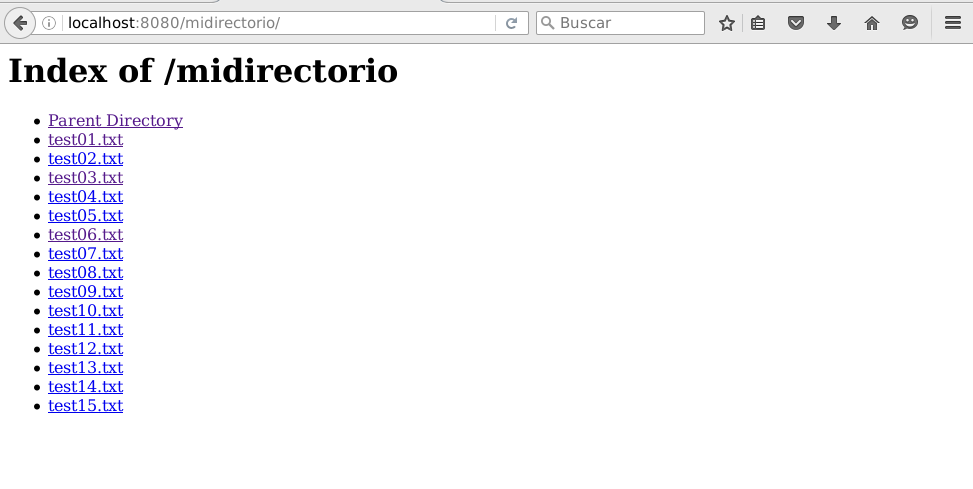 localhost:8080/midirectorio/
Buscar
Index of /midirectorio
Parent Directory
test01.txt
test02.txt
test03.txt
test04.txt
test05.txt
test06.txt
test07.txt
test08.txt
test09.txt
test10.txt
test11.txt
test12.txt
test13.txt
test14.txt
test15.txt